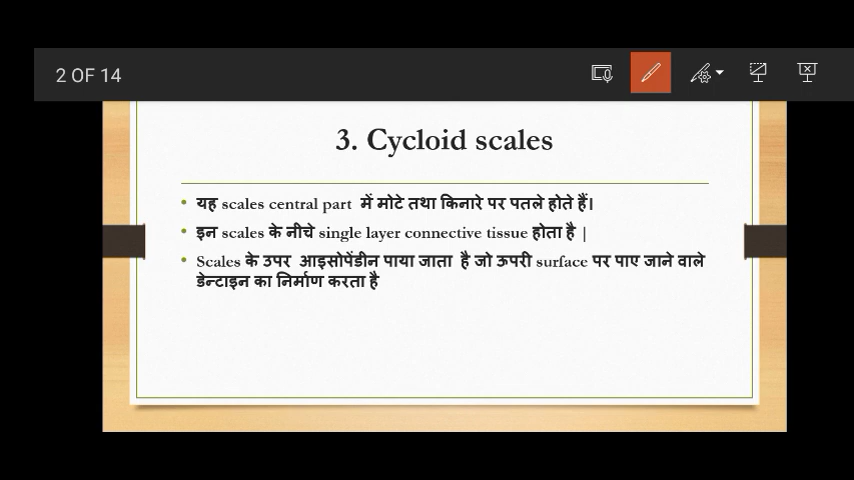 2 OF 14
3. Cycloid scales
• यह scales central part में मोटे तथा किनारे पर पतले होते हैं।
• इन scales के नीचे single layer connective tissue होता है |
• Scales के उपर आइसोपेंडीन पाया जाता है जो ऊपरी surface पर पाए जाने वाले
डेन्टाइन का निर्माण करता है